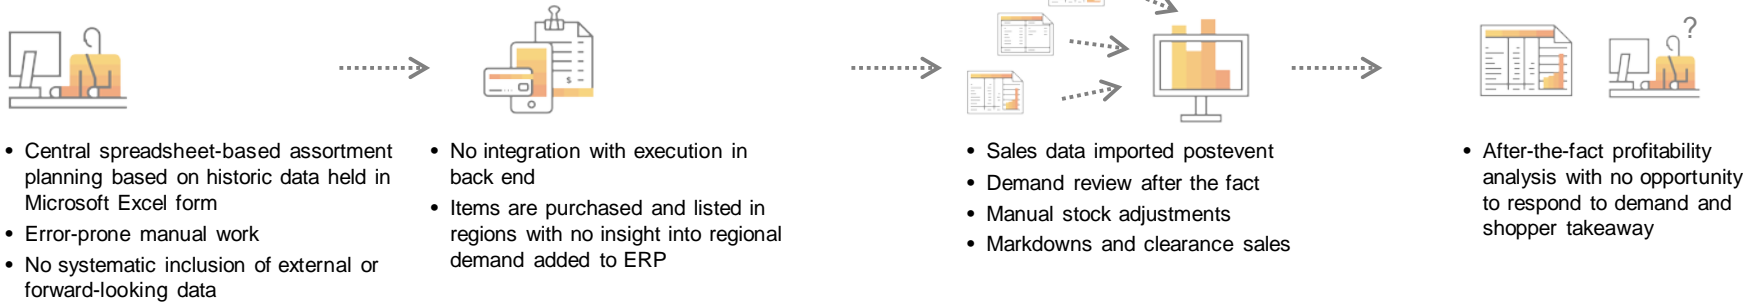 ?
• Central spreadsheet-based assortment
planning based on historic data held in
Microsoft Excel form
• Error-prone manual work
• No systematic inclusion of external or
forward-looking data
$ -
• No integration with execution in
back end
• Items are purchased and listed in
regions with no insight into regional
demand added to ERP
• Sales data imported postevent
• Demand review after the fact
• Manual stock adjustments
• Markdowns and clearance sales
• After-the-fact profitability
analysis with no opportunity
to respond to demand and
shopper takeaway